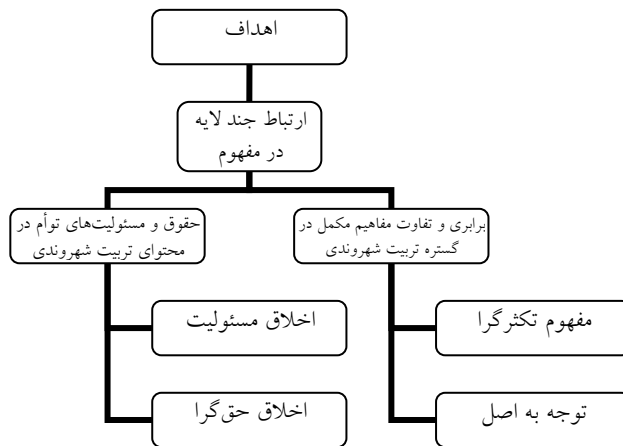 اهداف
ارتباط جند لایه
در مفهوم
برابری و تفاوت مفاهیم مکمل در
گستره تربیت شهروندی
حقوق و مسئولیت‌های توأم در
محتوای تربیت شهروندی
مفهوم تکثرگرا
اخلاق مسئولیت
توجه به اصل
اخلاق حق‌گرا